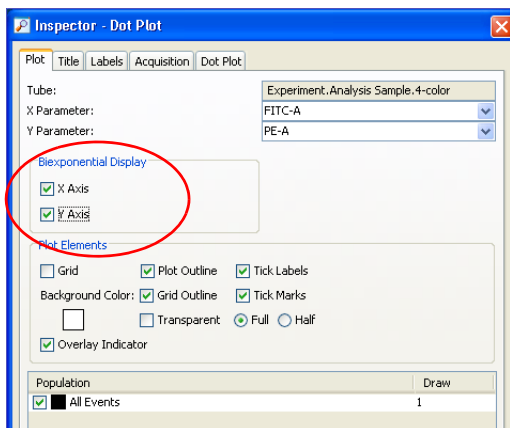 Inspector - Dot Plot
Plot Title Labels Acquisition Dot Plot
Tube: Experiment.Analysis Sample.4-color
X Parameter: FITC-A
Y Parameter: PE-A
Biexponential Display
X Axis
Y Axis
Plot Elements
Grid Plot Outline Tick Labels
Background Color: Grid Outline Tick Marks
Transparent Full Half
Overlay Indicator
Population Draw
All Events 1